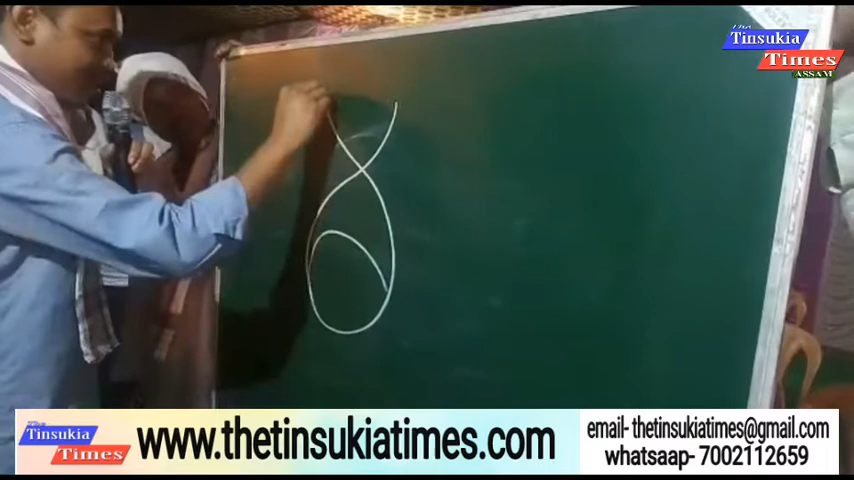 The
Tinsukia
Times
ASSAM
The
Tinsukia
Times
www.thetinsukiatimes.com
email- thetinsukiatimes@gmail.com
whatsaap- 7002112659